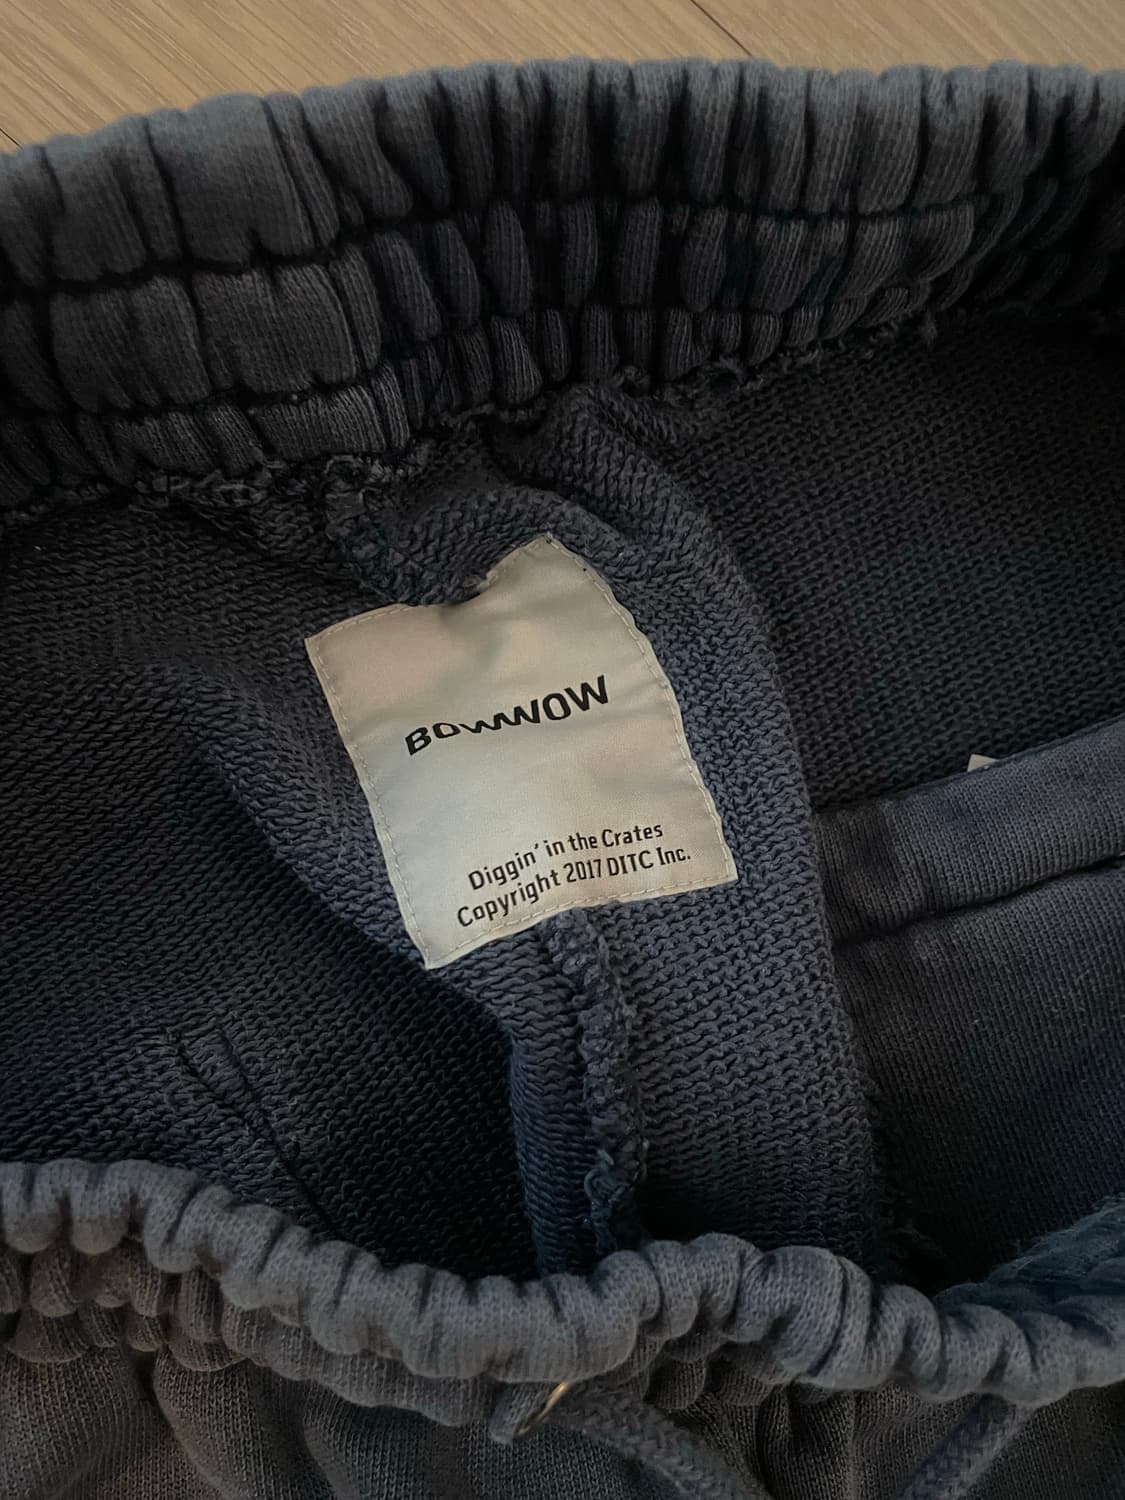 BOWWOW
Diggin' in the Crates
Copyright 2017 DITC Inc.